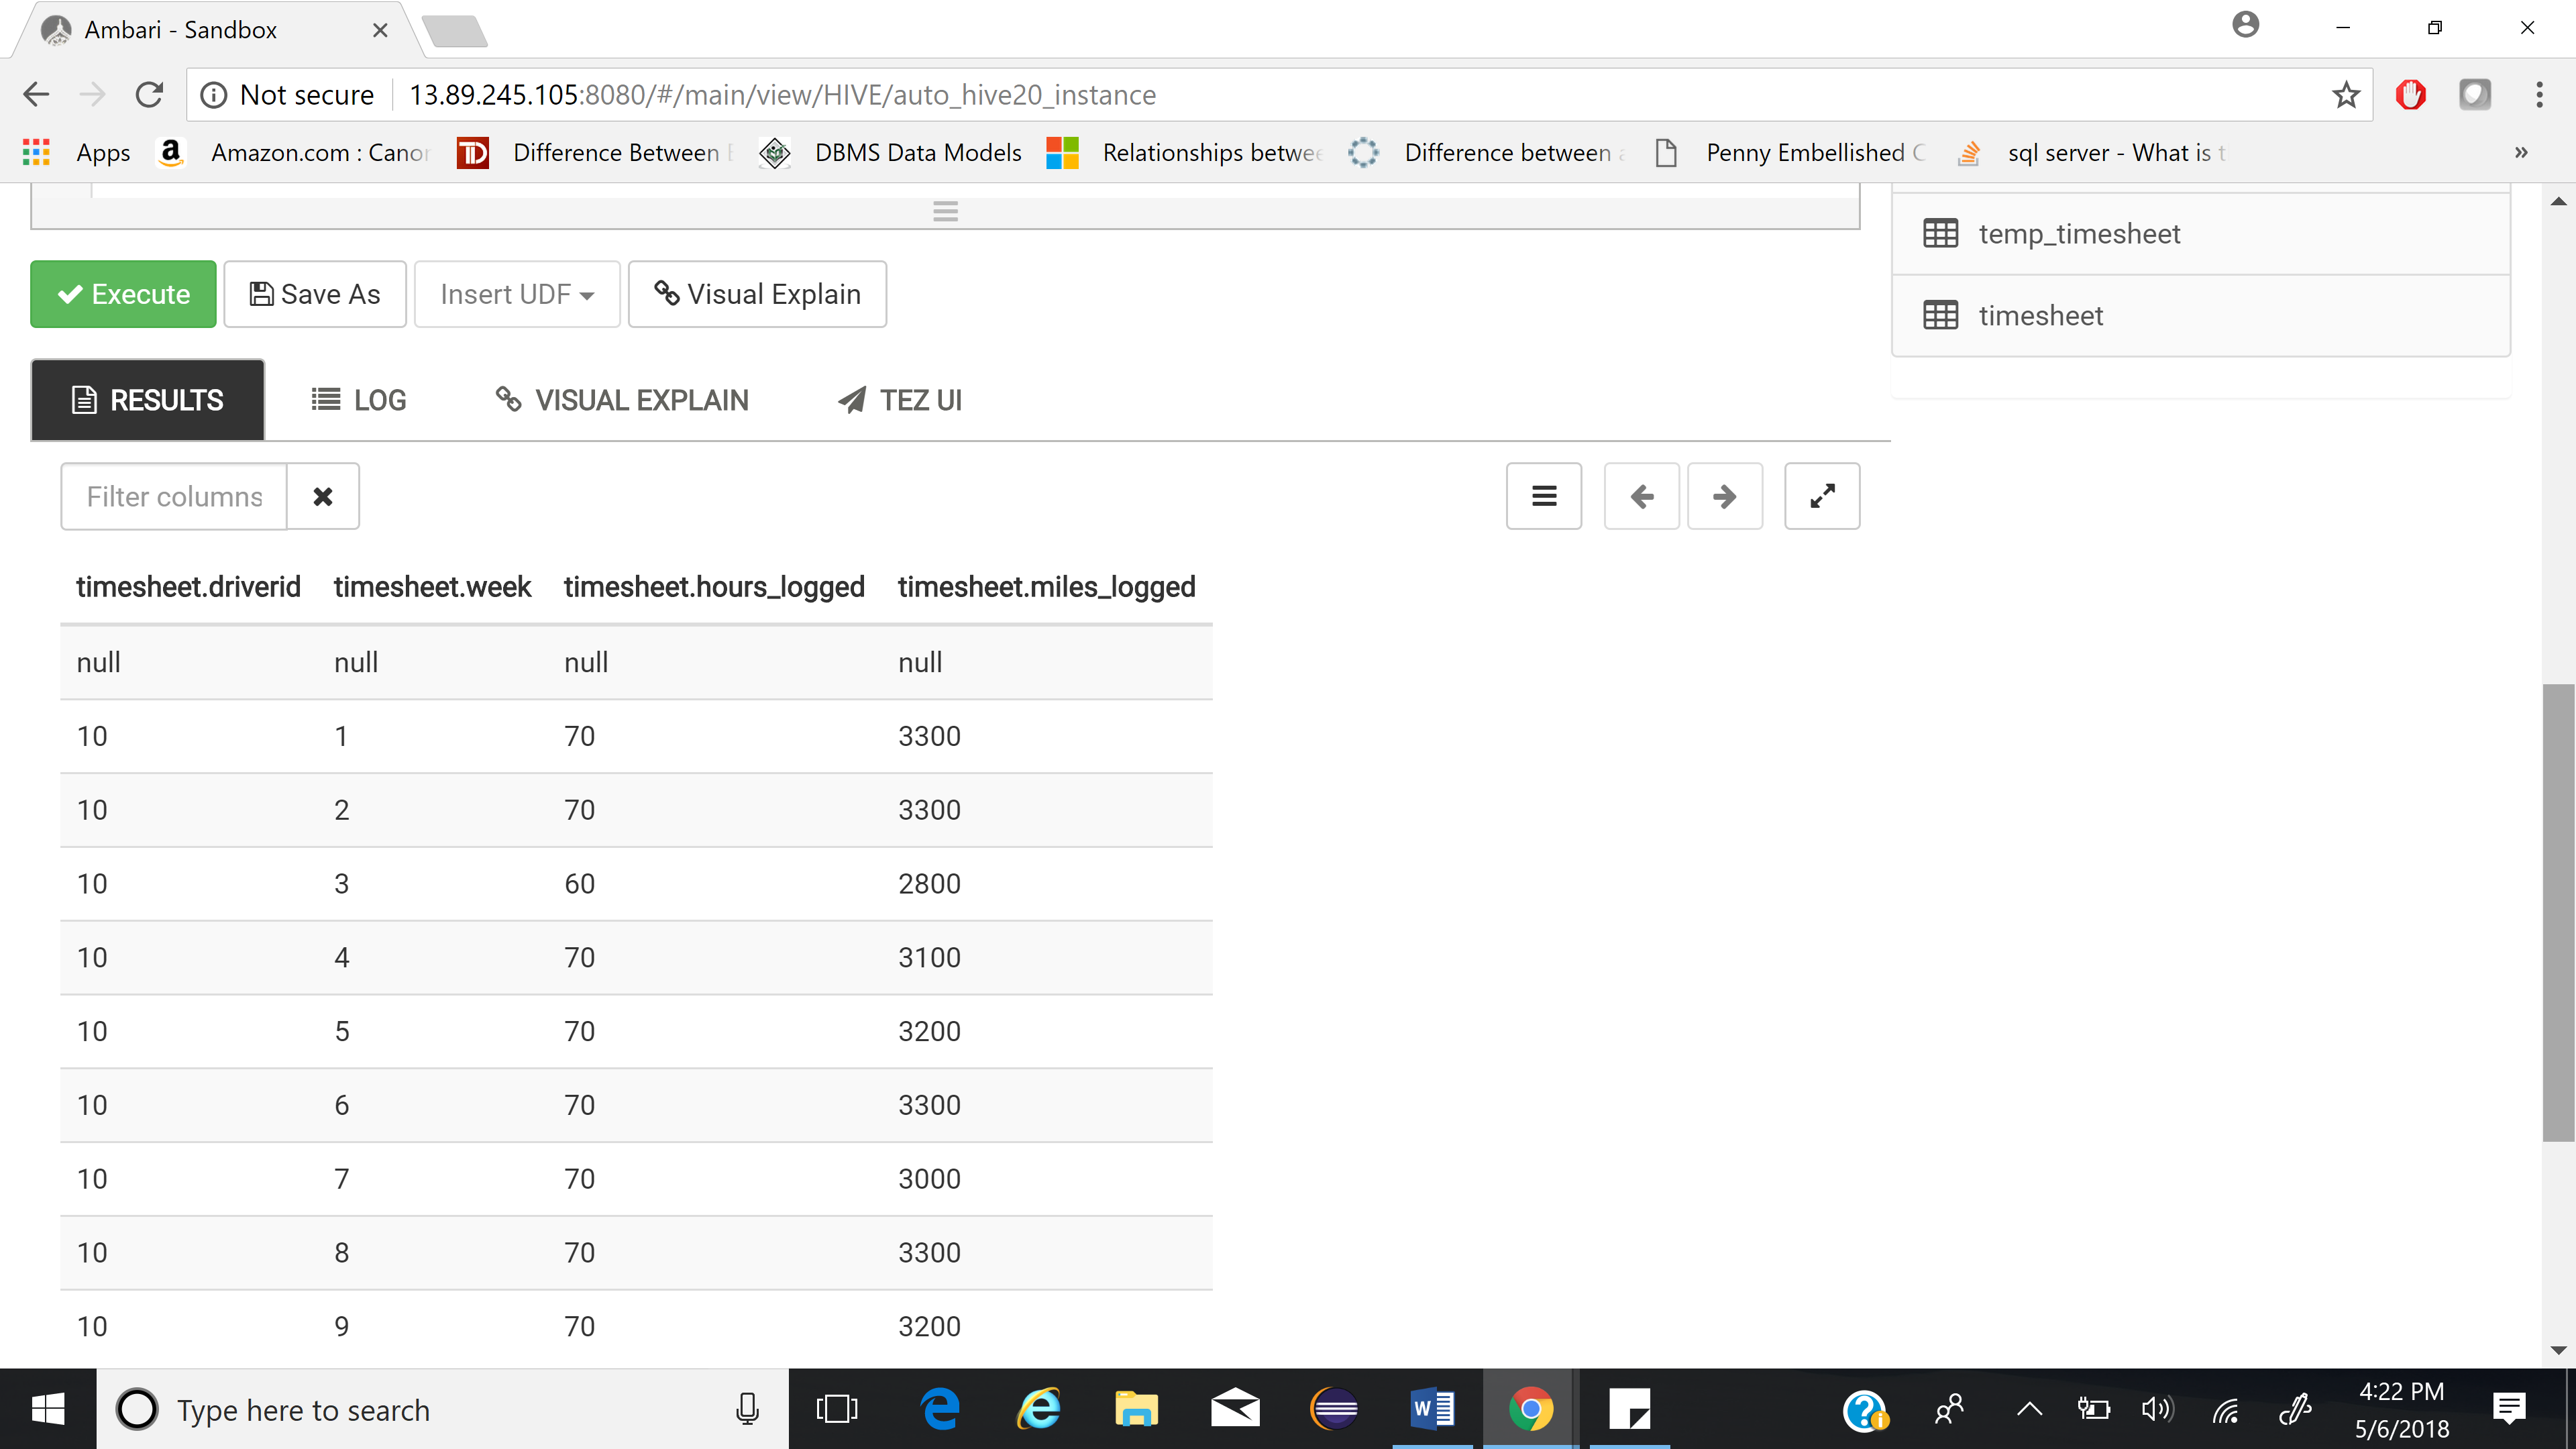 Ambari - Sandbox
Not secure 13.89.245.105:8080/#/main/view/HIVE/auto_hive20_instance
Apps Amazon.com : Canon Difference Between DBMS Data Models Relationships betwee Difference between Penny Embellished sql server - What is t »
temp_timesheet
timesheet
Execute Save As Insert UDF Visual Explain
RESULTS LOG VISUAL EXPLAIN TEZ UI
Filter columns
timesheet.driverid timesheet.week timesheet.hours_logged timesheet.miles_logged
null null null null
10 1 70 3300
10 2 70 3300
10 3 60 2800
10 4 70 3100
10 5 70 3200
10 6 70 3300
10 7 70 3000
10 8 70 3300
10 9 70 3200
Type here to search
4:22 PM
5/6/2018